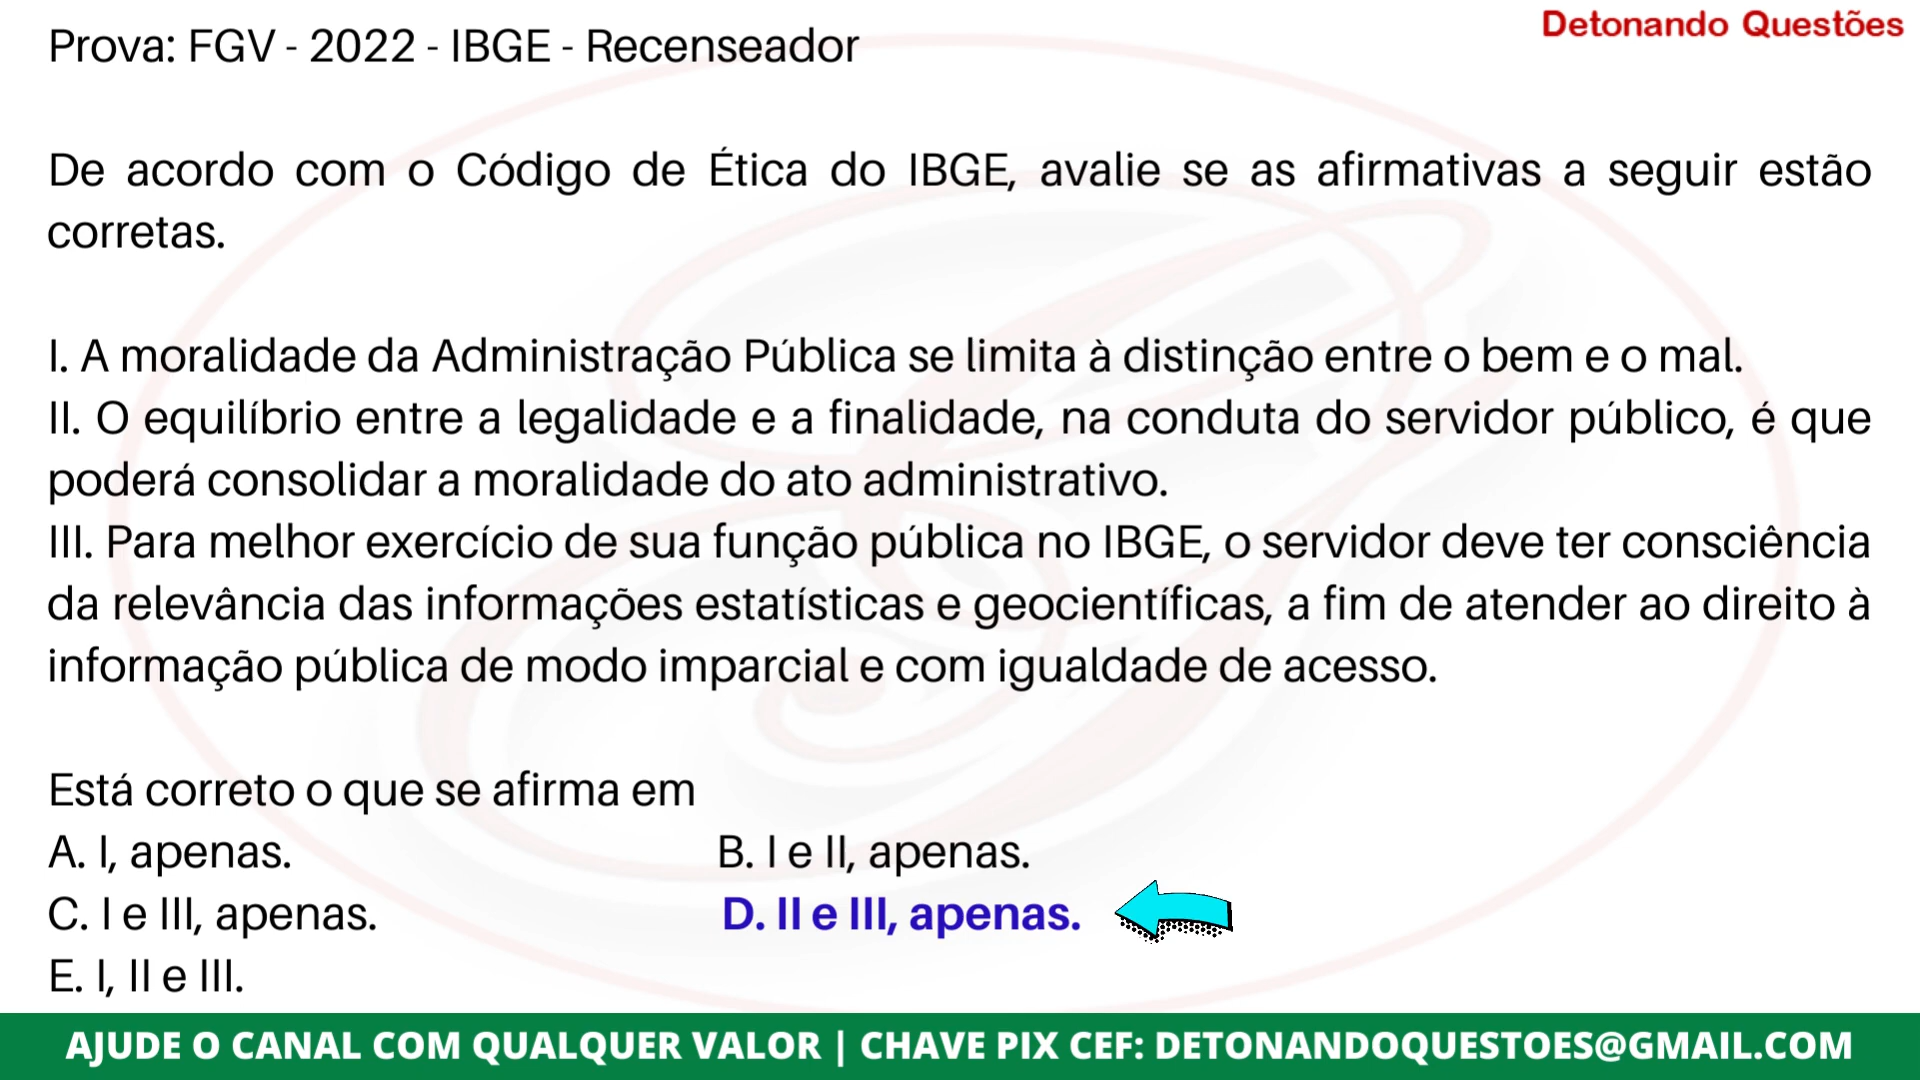 Prova: FGV - 2022 - IBGE - Recenseador
Detonando Questões
De acordo com o Código de Ética do IBGE, avalie se as afirmativas a seguir estão
corretas.
I. A moralidade da Administração Pública se limita à distinção entre o bem e o mal.
II. O equilíbrio entre a legalidade e a finalidade, na conduta do servidor público, é que
poderá consolidar a moralidade do ato administrativo.
III. Para melhor exercício de sua função pública no IBGE, o servidor deve ter consciência
da relevância das informações estatísticas e geocientíficas, a fim de atender ao direito à
informação pública de modo imparcial e com igualdade de acesso.
Está correto o que se afirma em
A. I, apenas.
B. I e II, apenas.
C. I e III, apenas.
D. II e III, apenas.
E. I, II e III.
AJUDE O CANAL COM QUALQUER VALOR | CHAVE PIX CEF: DETONANDOQUESTOES@GMAIL.COM